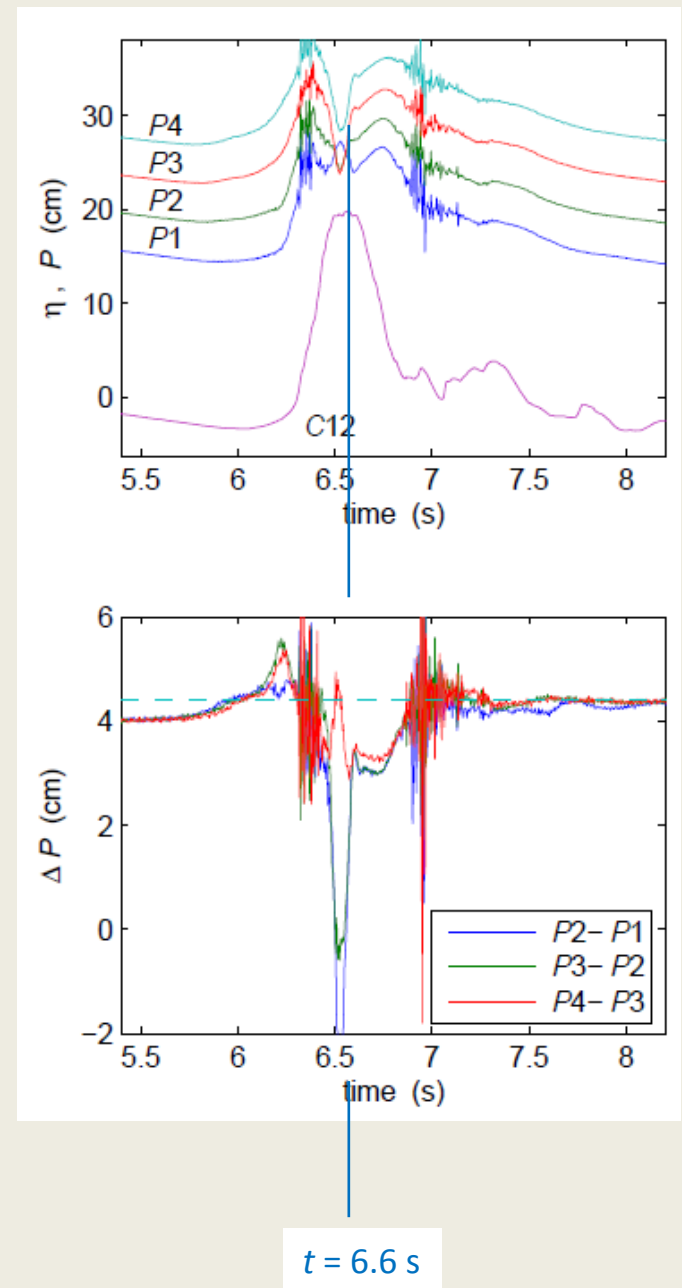 η , P (cm)
30
20
10
0
P4
P3
P2
P1
C12
5.5 6 6.5 7 7.5 8
time (s)
Δ P (cm)
6
4
2
0
−2
P2− P1
P3− P2
P4− P3
5.5 6 6.5 7 7.5 8
time (s)
t = 6.6 s